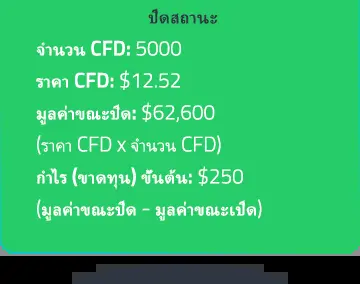 ปิดสถานะ
จำนวน CFD: 5000
ราคา CFD: $12.52
มูลค่าขณะปิด: $62,600
(ราคา CFD x จำนวน CFD)
กำไร (ขาดทุน) ขั้นต้น: $250
(มูลค่าขณะปิด - มูลค่าขณะเปิด)